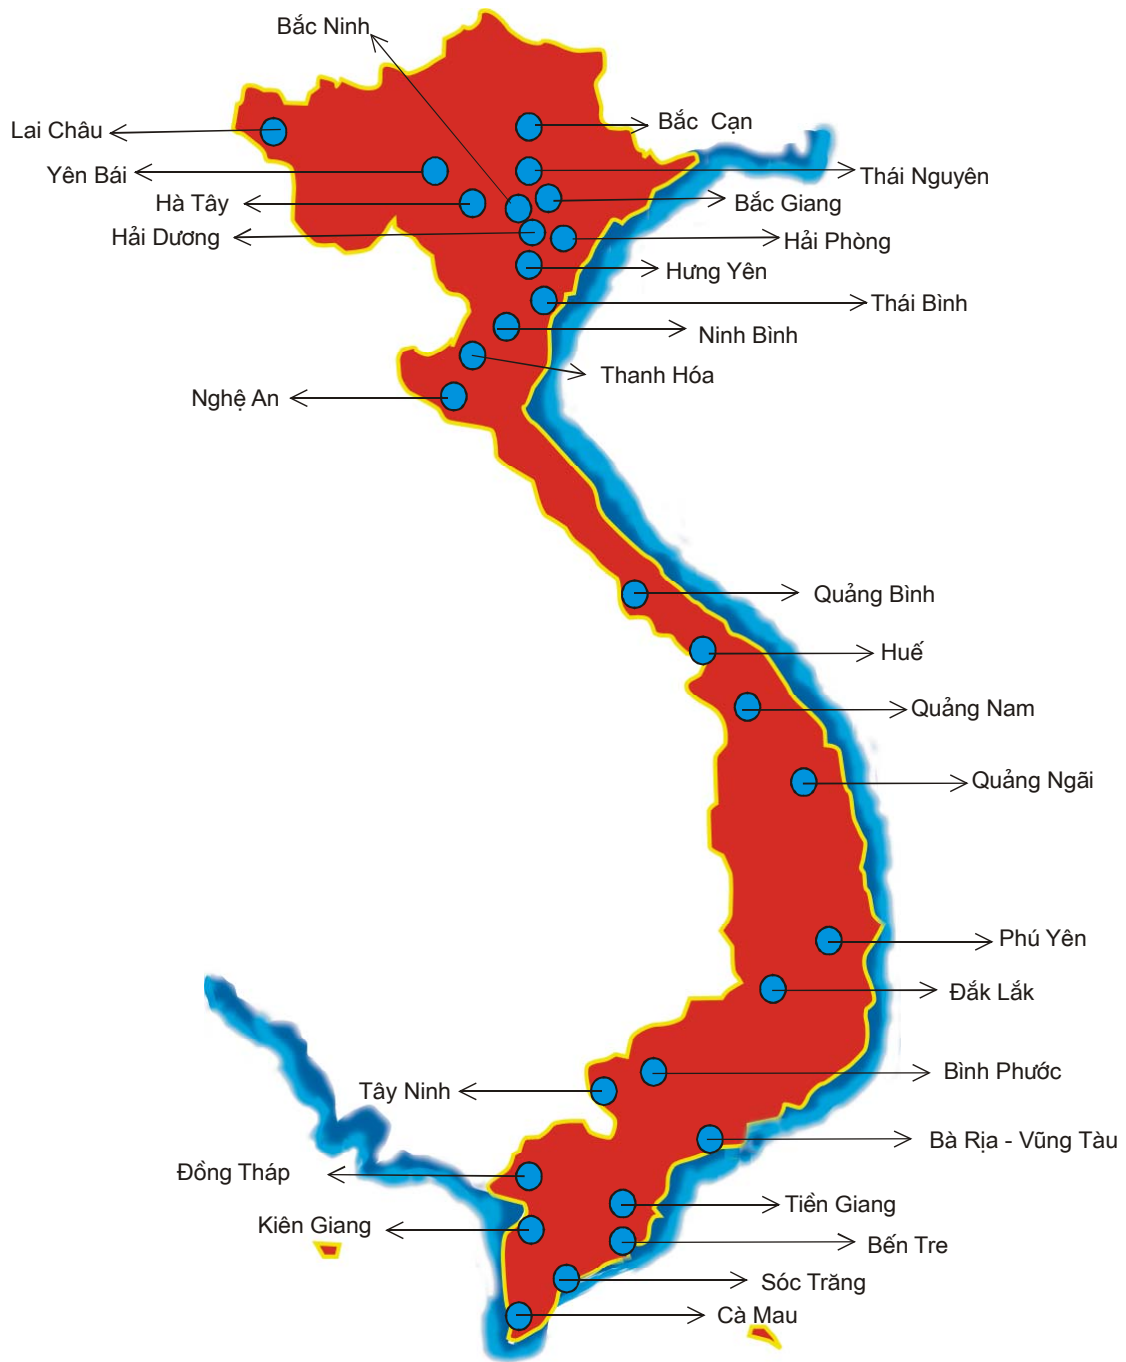 Bắc Ninh
Lai Châu
Bắc Cạn
Yên Bái
Thái Nguyên
Hà Tây
Bắc Giang
Hải Dương
Hải Phòng
Hưng Yên
Thái Bình
Ninh Bình
Thanh Hóa
Nghệ An
Quảng Bình
Huế
Quảng Nam
Quảng Ngãi
Phú Yên
Đắk Lắk
Bình Phước
Tây Ninh
Bà Rịa - Vũng Tàu
Đồng Tháp
Tiền Giang
Kiên Giang
Bến Tre
Sóc Trăng
Cà Mau